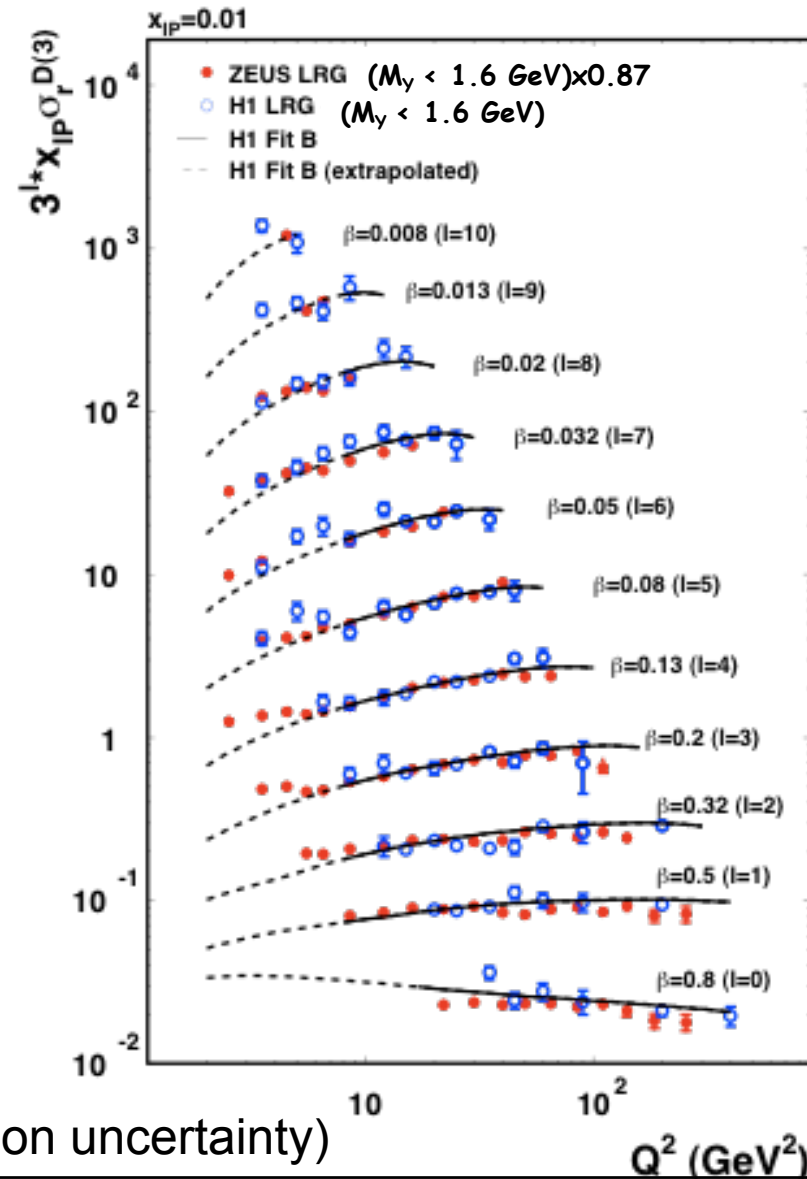 x_IP=0.01
3^l * x_IP σ_r^D(3)
10^4
ZEUS LRG (M_Y < 1.6 GeV)x0.87
H1 LRG (M_Y < 1.6 GeV)
H1 Fit B
H1 Fit B (extrapolated)
10^3
β=0.008 (l=10)
β=0.013 (l=9)
β=0.02 (l=8)
10^2
β=0.032 (l=7)
β=0.05 (l=6)
10
β=0.08 (l=5)
β=0.13 (l=4)
1
β=0.2 (l=3)
β=0.32 (l=2)
10^-1
β=0.5 (l=1)
β=0.8 (l=0)
10^-2
10 10^2
on uncertainty)
Q^2 (GeV^2)